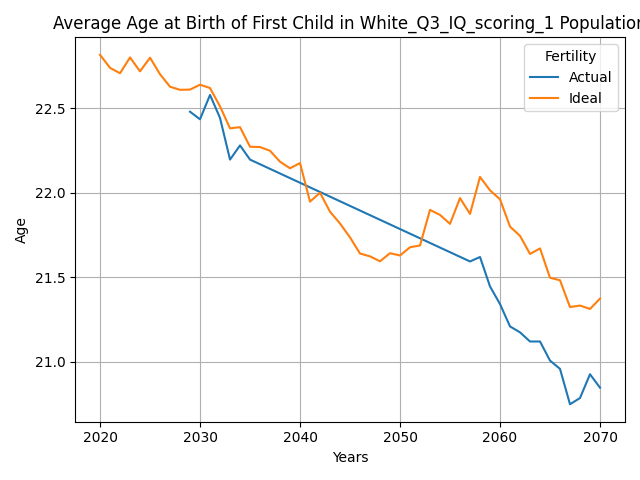 Average Age at Birth of First Child in White_Q3_IQ_scoring_1 Population
Fertility
Actual
Ideal
22.5
22.0
21.5
21.0
Age
2020 2030 2040 2050 2060 2070
Years